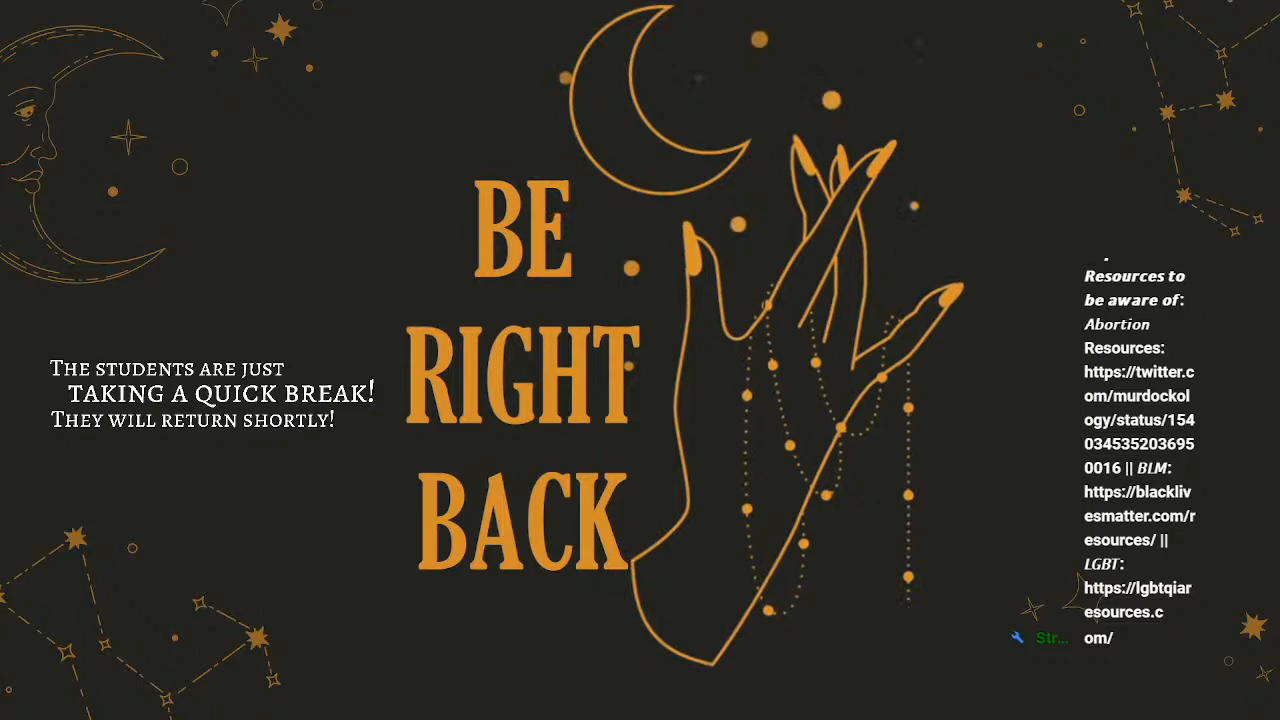 BE
RIGHT
BACK
The students are just
taking a quick break!
They will return shortly!
Resources to
be aware of:
Abortion
Resources:
https://twitter.c
om/murdockol
ogy/status/154
034535203695
0016 || BLM:
https://blackliv
esmatter.com/r
esources/ ||
LGBT:
https://lgbtqiar
esources.c
Str... om/